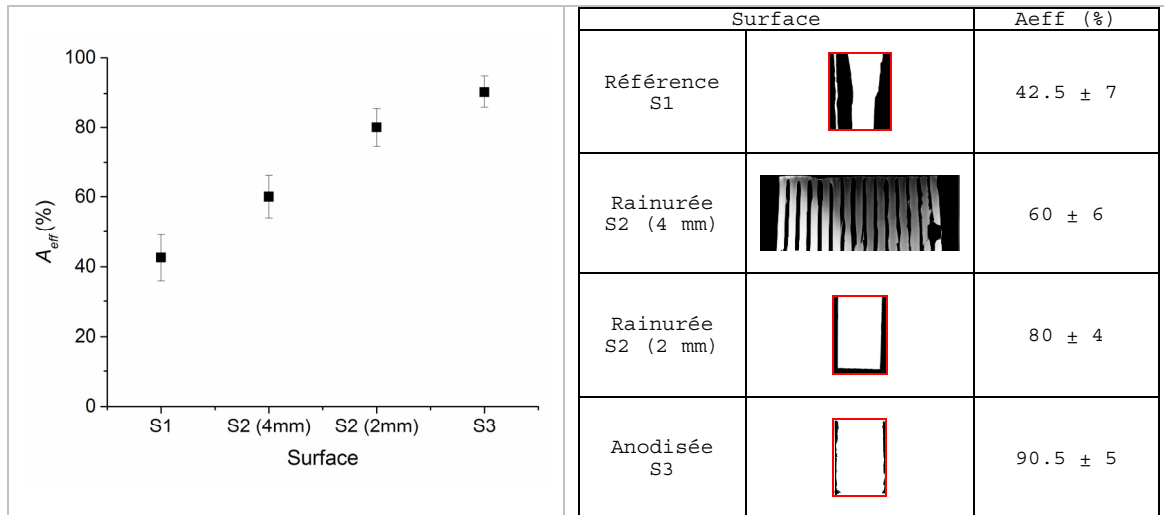 100
80
60
40
20
0
Aeff (%)
S1
S2 (4mm)
S2 (2mm)
S3
Surface
Surface
Aeff (%)
Référence
S1
42.5 ± 7
Rainurée
S2 (4 mm)
60 ± 6
Rainurée
S2 (2 mm)
80 ± 4
Anodisée
S3
90.5 ± 5